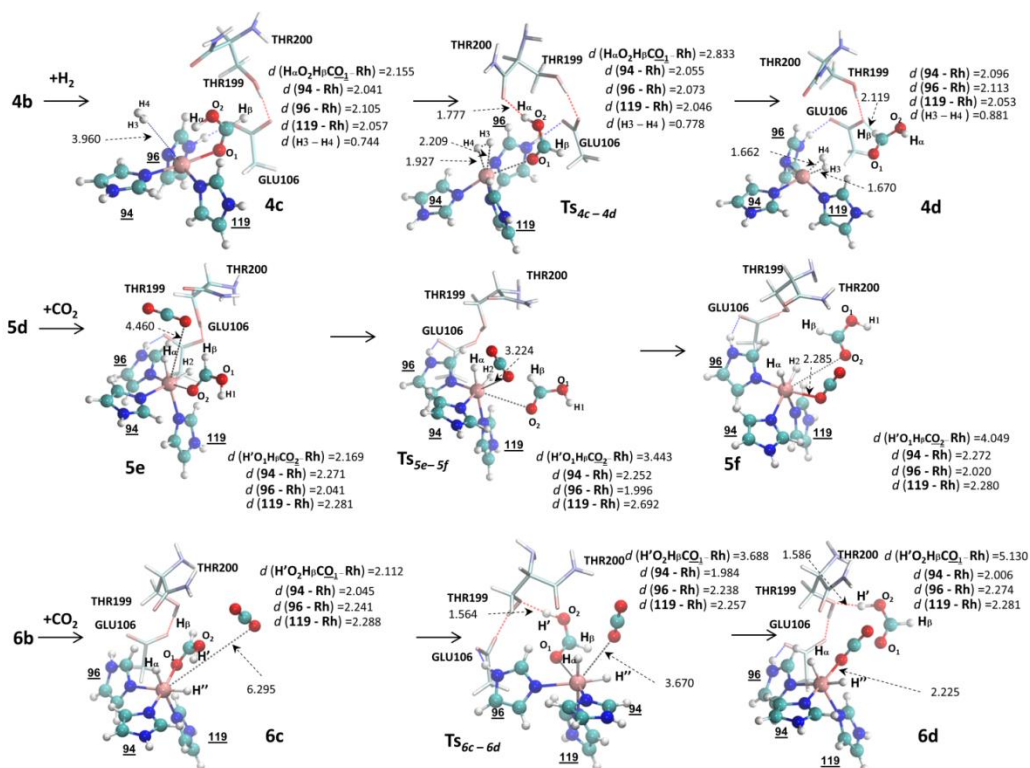 THR200
THR199
4b
+H₂
H4
H3
3.960
96
94
119
Hα
O₂
Hβ
O₁
GLU106
4c
d (HαO₂HβCO₁-Rh) =2.155
d (94 - Rh) =2.041
d (96 - Rh) =2.105
d (119 - Rh) =2.057
d (H3 – H4) =0.744
THR200
THR199
1.777
Hα
96
O₂
H3
H4
2.209
1.927
Hβ
O₁
GLU106
94
119
Ts4c – 4d
d (HαO₂HβCO₁-Rh) =2.833
d (94 - Rh) =2.055
d (96 - Rh) =2.073
d (119 - Rh) =2.046
d (H3 – H4) =0.778
THR200
THR199
GLU106
2.119
Hβ
O₂
Hα
O₁
96
1.662
H4
H3
1.670
94
119
4d
d (94 - Rh) =2.096
d (96 - Rh) =2.113
d (119 - Rh) =2.053
d (H3 – H4) =0.881
5d
+CO₂
THR200
THR199
4.460
GLU106
96
Hα
Hβ
H2
O₁
O₂
H1
94
119
5e
d (H'O₁HβCO₂-Rh) =2.169
d (94 - Rh) =2.271
d (96 - Rh) =2.041
d (119 - Rh) =2.281
THR200
THR199
GLU106
96
Hα
H2
3.224
Hβ
O₁
H1
O₂
94
119
Ts5e– 5f
d (H'O₁HβCO₂-Rh) =3.443
d (94 - Rh) =2.252
d (96 - Rh) =1.996
d (119 - Rh) =2.692
THR199
THR200
GLU106
O₁
Hβ
H1
96
Hα
H2
2.285
O₂
94
119
5f
d (H'O₁HβCO₂-Rh) =4.049
d (94 - Rh) =2.272
d (96 - Rh) =2.020
d (119 - Rh) =2.280
6b
+CO₂
THR200
THR199
GLU106
Hβ
O₂
O₁
H'
Hα
96
H''
6.295
94
119
6c
d (H'O₂HβCO₁-Rh) =2.112
d (94 - Rh) =2.045
d (96 - Rh) =2.241
d (119 - Rh) =2.288
THR200
THR199
1.564
O₂
H'
Hβ
GLU106
O₁
Hα
H''
3.670
96
94
119
Ts6c – 6d
d (H'O₂HβCO₁-Rh) =3.688
d (94 - Rh) =1.984
d (96 - Rh) =2.238
d (119 - Rh) =2.257
1.586
THR200
THR199
H'
O₂
Hβ
GLU106
O₁
Hα
96
H''
2.225
94
119
6d
d (H'O₂HβCO₁-Rh) =5.130
d (94 - Rh) =2.006
d (96 - Rh) =2.274
d (119 - Rh) =2.281